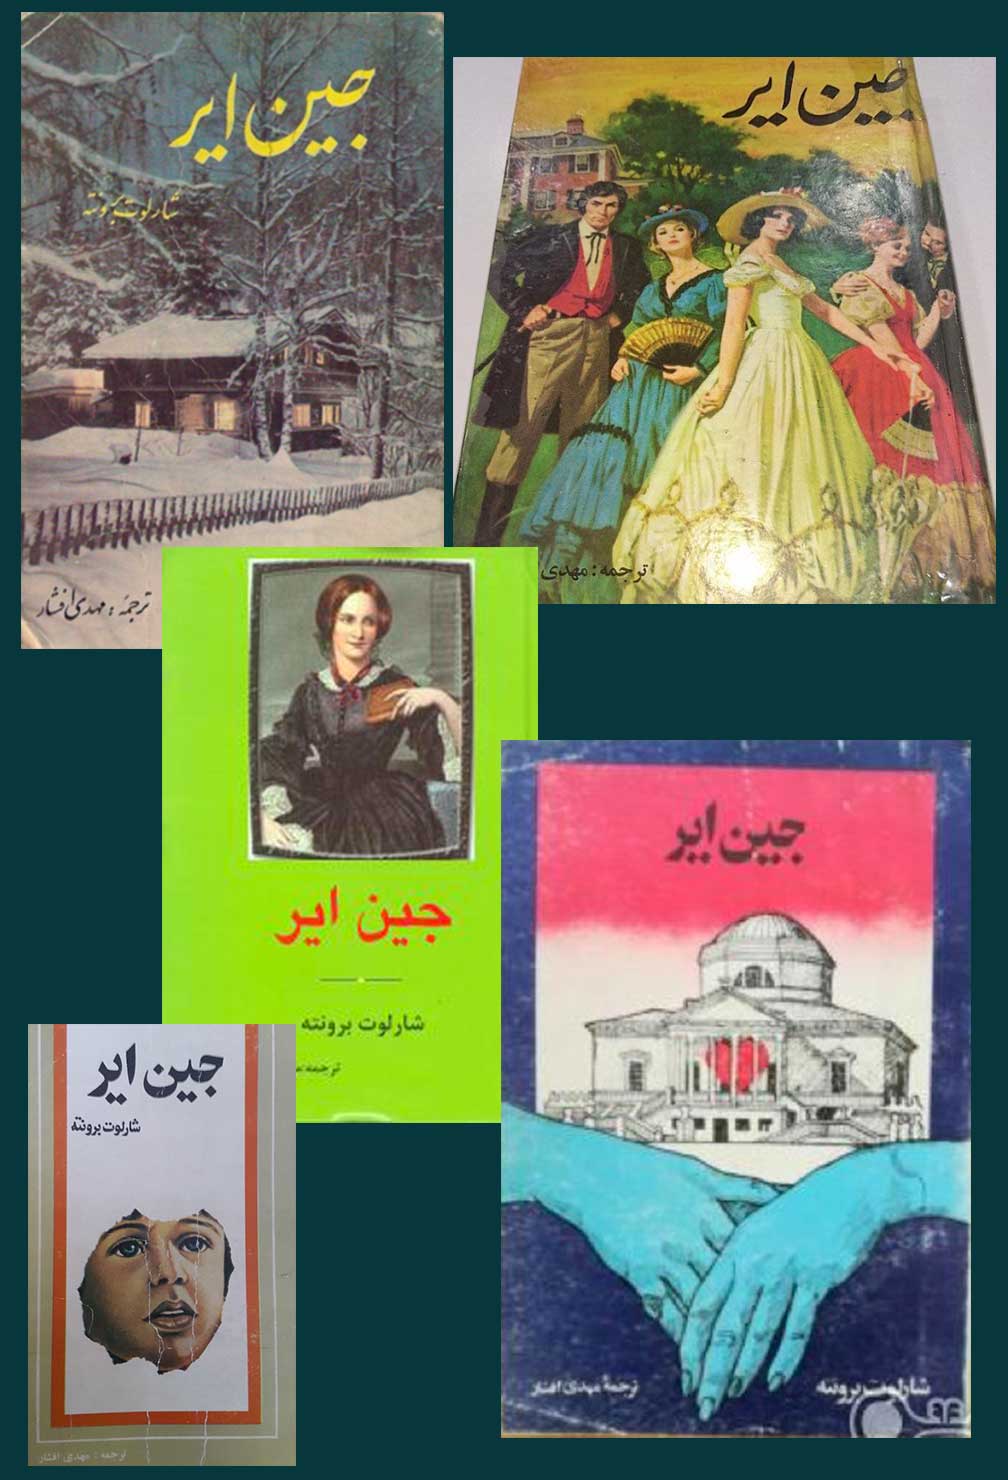 جین ایر
شارلوت برونته
ترجمهٔ : مهدی افشار
جین ایر
ترجمه : مهدی
جین ایر
شارلوت برونته
ترجمه:
جین ایر
ترجمهٔ مهدی افشار
شارلوت برونته
جین ایر
شارلوت برونته
ترجمه : مهدی افشار